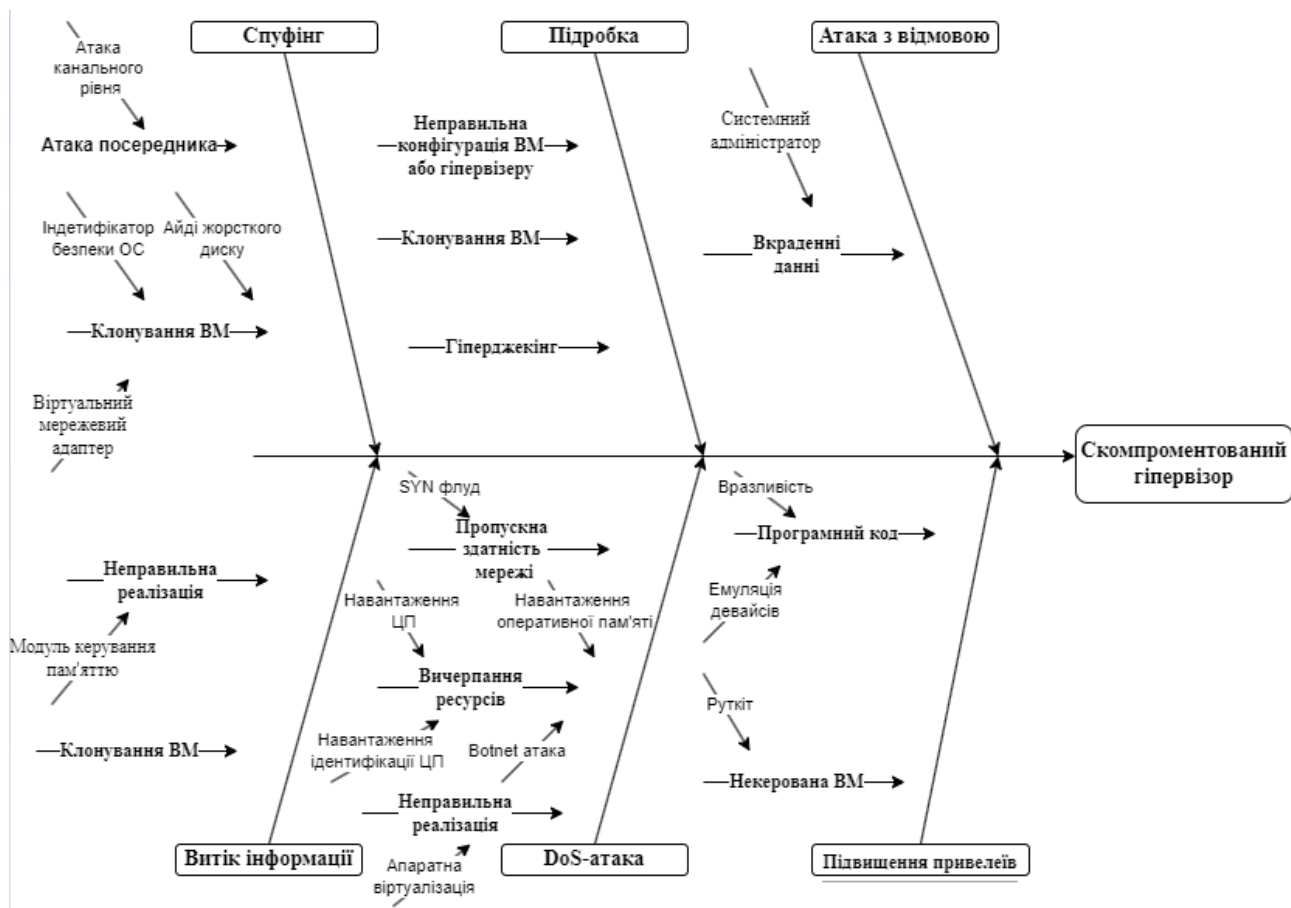 Спуфінг
Підробка
Атака з відмовою
Атака
канального
рівня
Атака посередника
Індетифікатор
безпеки ОС
Айді жорсткого
диску
Клонування ВМ
Віртуальний
мережевий
адаптер
Неправильна
конфігурація ВМ
або гіпервізеру
Клонування ВМ
Гіперджекінг
Системний
адміністратор
Вкраденні
данні
Скомпроментований
гіпервізор
Неправильна
реалізація
Модуль керування
пам'яттю
Клонування ВМ
SYN флуд
Пропускна
здатність
мережі
Навантаження
ЦП
Навантаження
оперативної пам'яті
Вичерпання
ресурсів
Навантаження
ідентифікації ЦП
Botnet атака
Неправильна
реалізація
Апаратна
віртуалізація
Вразливість
Програмний код
Емуляція
девайсів
Руткіт
Некерована ВМ
Витік інформації
DoS-атака
Підвищення привелеїв